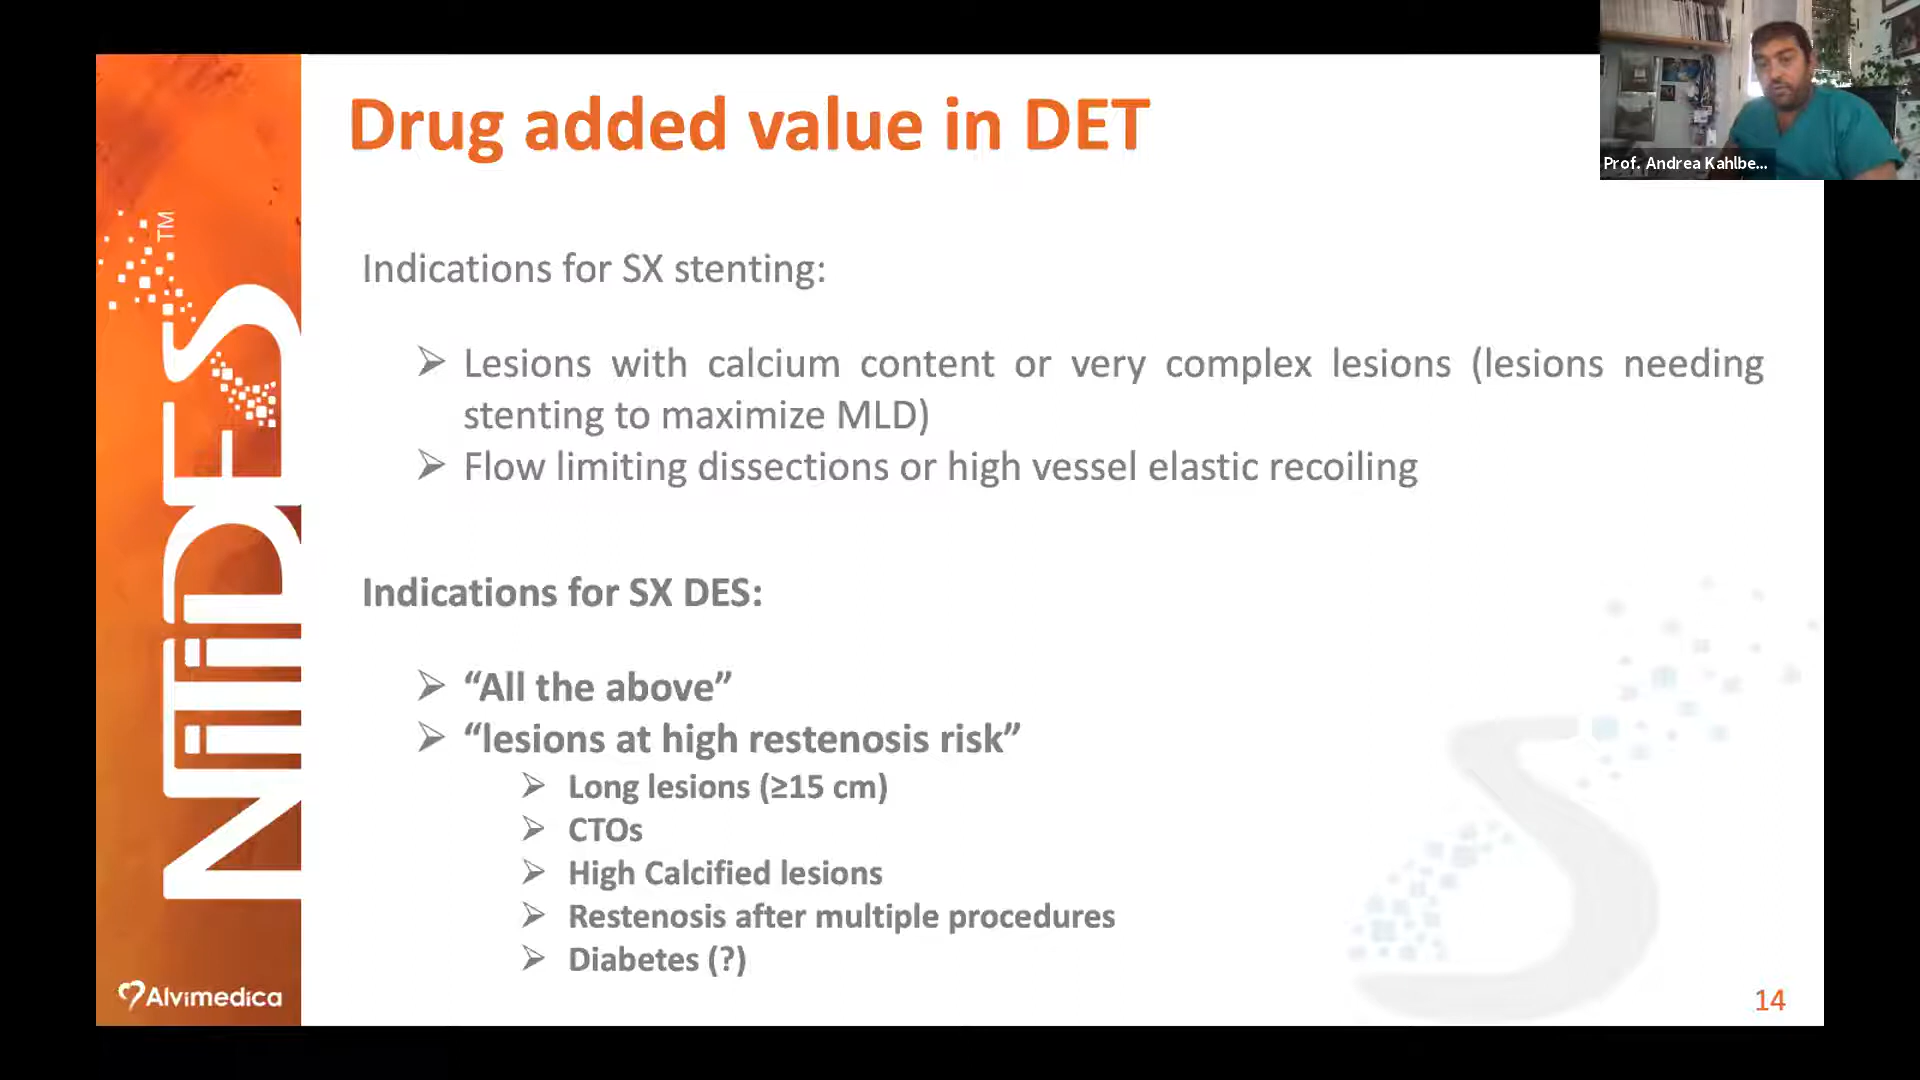 Drug added value in DET
Prof. Andrea Kahlbe...
Indications for SX stenting:
➢ Lesions with calcium content or very complex lesions (lesions needing
stenting to maximize MLD)
➢ Flow limiting dissections or high vessel elastic recoiling
Indications for SX DES:
➢ “All the above”
➢ “lesions at high restenosis risk”
➢ Long lesions (≥15 cm)
➢ CTOs
➢ High Calcified lesions
➢ Restenosis after multiple procedures
➢ Diabetes (?)
NiTiDES™
Alvimedica
14